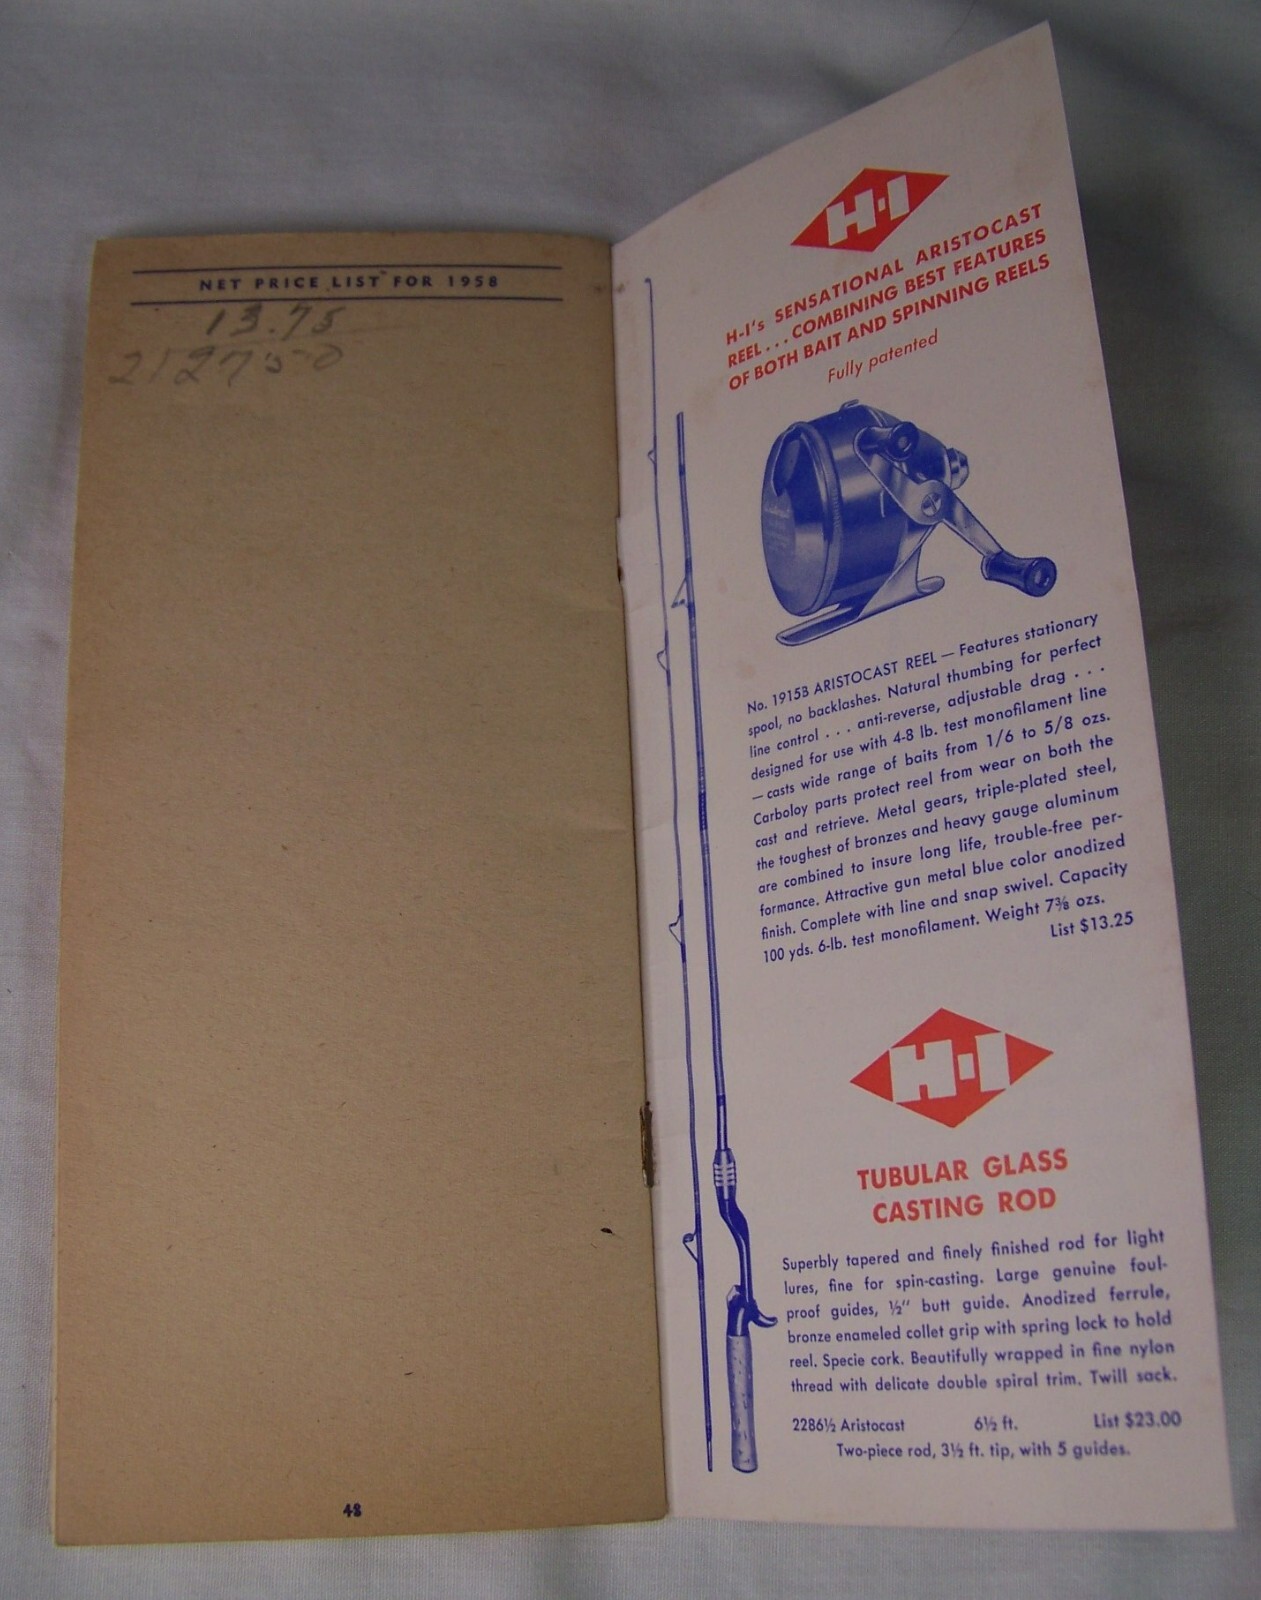 NET PRICE LIST FOR 1958
13.75
212750
48
H-I
H-I's SENSATIONAL ARISTOCAST
REEL . . . COMBINING BEST FEATURES
OF BOTH BAIT AND SPINNING REELS
Fully patented
No. 1915B ARISTOCAST REEL — Features stationary
spool, no backlashes. Natural thumbing for perfect
line control . . . anti-reverse, adjustable drag . . .
designed for use with 4-8 lb. test monofilament line
— casts wide range of baits from 1/6 to 5/8 ozs.
Carboloy parts protect reel from wear on both the
cast and retrieve. Metal gears, triple-plated steel,
the toughest of bronzes and heavy gauge aluminum
are combined to insure long life, trouble-free per-
formance. Attractive gun metal blue color anodized
finish. Complete with line and snap swivel. Capacity
100 yds. 6-lb. test monofilament. Weight 7⅜ ozs.
List $13.25
H-I
TUBULAR GLASS
CASTING ROD
Superbly tapered and finely finished rod for light
lures, fine for spin-casting. Large genuine foul-
proof guides, ½" butt guide. Anodized ferrule,
bronze enameled collet grip with spring lock to hold
reel. Specie cork. Beautifully wrapped in fine nylon
thread with delicate double spiral trim. Twill sack.
2286½ Aristocast 6½ ft. List $23.00
Two-piece rod, 3½ ft. tip, with 5 guides.